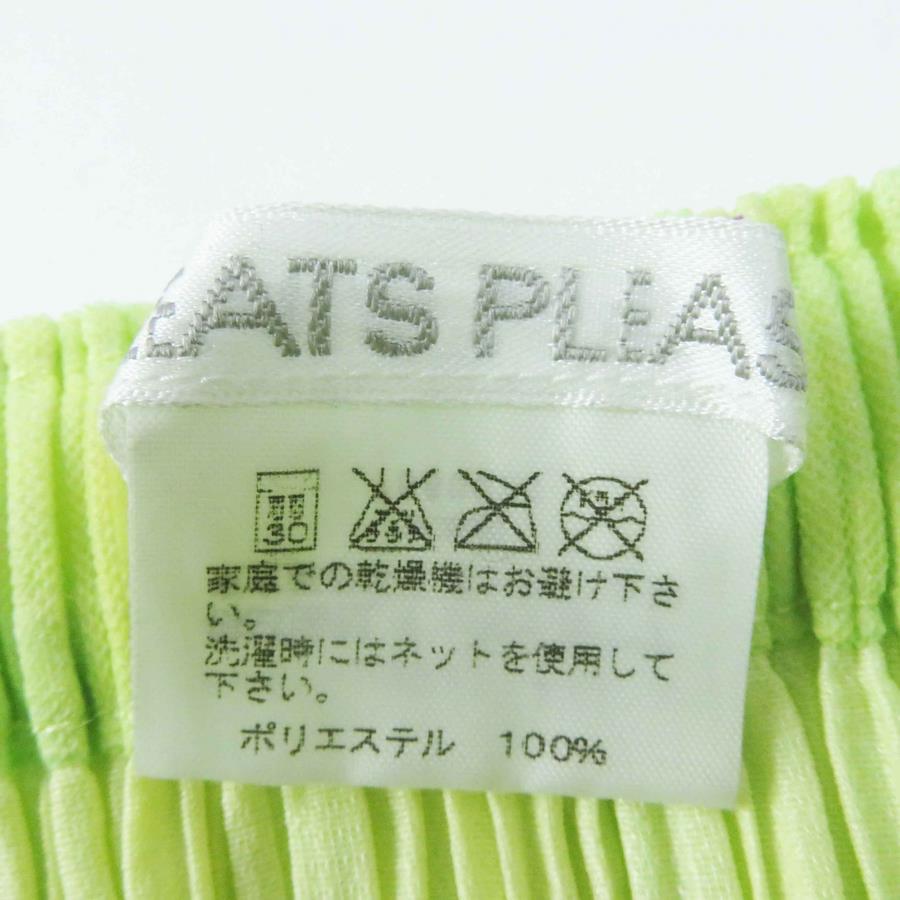 EATS PLEAS
30
家庭での乾燥機はお避け下さ
い。
洗濯時にはネットを使用して
下さい。
ポリエステル 100%